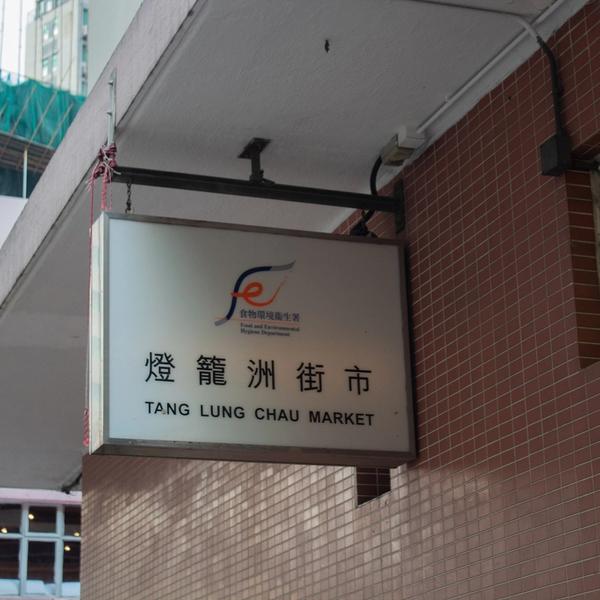 食物環境衞生署
Food and Environmental
Hygiene Department
燈籠洲街市
TANG LUNG CHAU MARKET